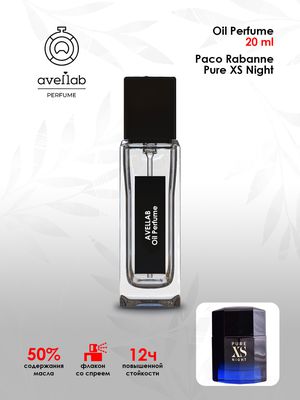 avellab
PERFUME
Oil Perfume
20 ml
Paco Rabanne
Pure XS Night
AVELLAB
Oil Perfume
PURE
XS
NIGHT
50%
содержания
масла
флакон
со спреем
12ч
повышенной
стойкости